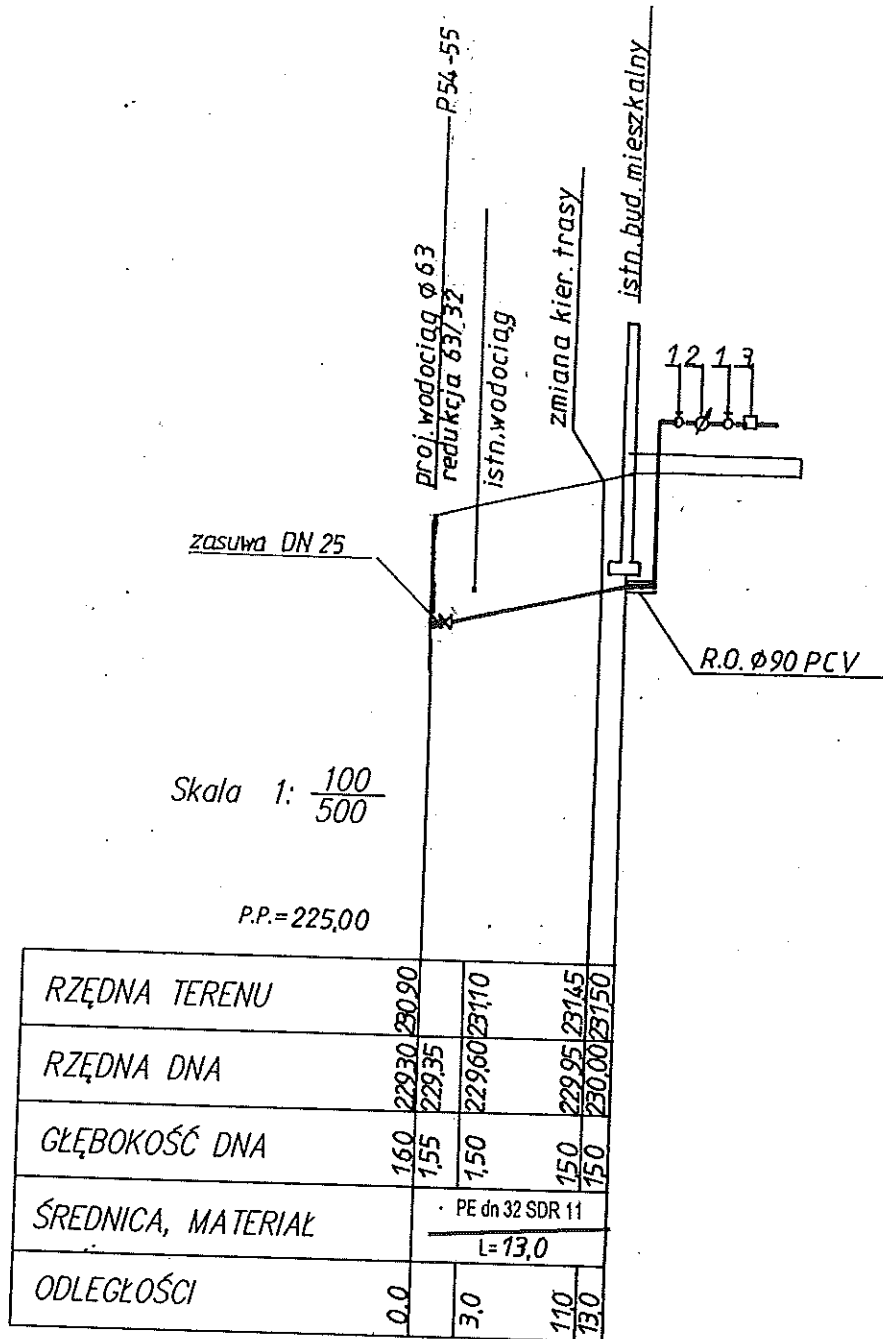 P.54-55
proj. wodociąg ϕ 63
redukcja 63/32
istn. wodociąg
zmiana kier. trasy
istn. bud. mieszkalny
1 2 1 3
zasuwa DN 25
R.O. ϕ90 PCV
Skala 1: 100
500
P.P.= 225,00
RZĘDNA TERENU 230,90 231,10 231,45 231,50
RZĘDNA DNA 229,30 229,35 229,60 229,95 230,00
GŁĘBOKOŚĆ DNA 1,60 1,55 1,50 1,50 1,50
ŚREDNICA, MATERIAŁ PE dn 32 SDR 11
L= 13,0
ODLEGŁOŚCI 0,0 3,0 11,0 13,0